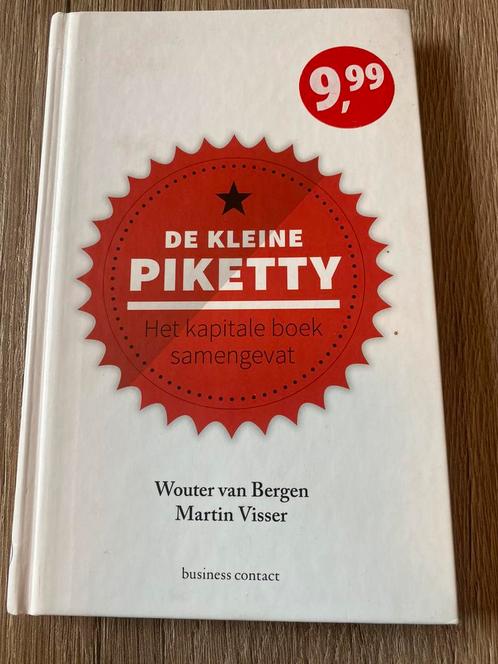 9,99
DE KLEINE
PIKETTY
Het kapitale boek
samengevat
Wouter van Bergen
Martin Visser
business contact